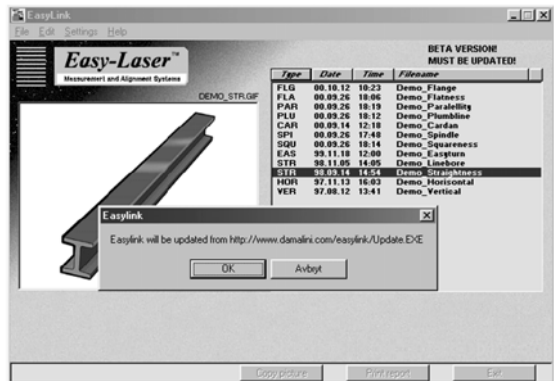 EasyLink
File Edit Settings Help
Easy-Laser™
Measurement and Alignment Systems
BETA VERSION!
MUST BE UPDATED!
DEMO_STR.GIF
Type Date Time Filename
FLG 00.10.12 10:23 Demo_Flange
FLA 00.09.26 18:06 Demo_Flatness
PAR 00.09.26 18:19 Demo_Paralellity
PLU 00.09.26 18:12 Demo_Plumbline
CAR 00.09.14 12:18 Demo_Cardan
SPI 00.09.26 17:48 Demo_Spindle
SQU 00.09.26 18:14 Demo_Squareness
EAS 99.11.18 12:00 Demo_Easyturn
STR 98.11.05 14:05 Demo_Linebore
STR 98.09.14 14:54 Demo_Straightness
HOR 97.11.13 16:03 Demo_Horisontal
VER 97.08.12 13:41 Demo_Vertical
Easylink
Easylink will be updated from http://www.damalini.com/easylink/Update.EXE
OK Avbryt
Copy picture Print report Exit